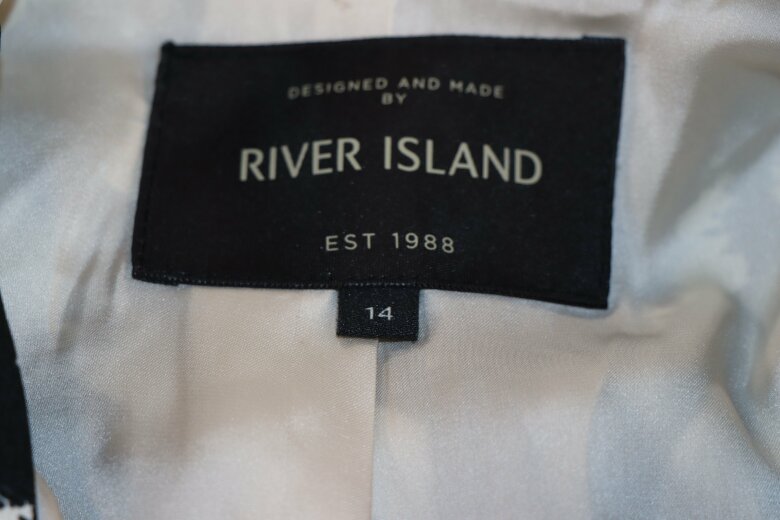 DESIGNED AND MADE
BY
RIVER ISLAND
EST 1988
14